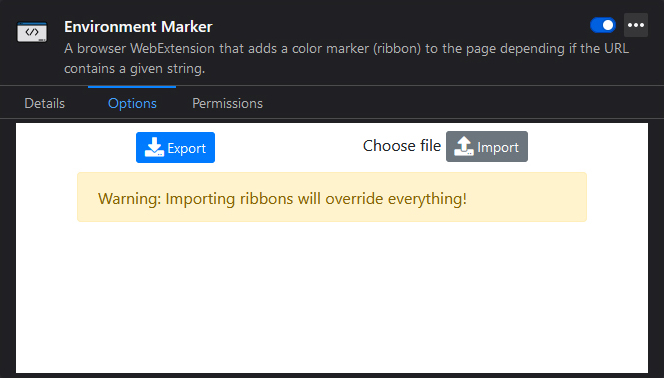 Environment Marker
A browser WebExtension that adds a color marker (ribbon) to the page depending if the URL
contains a given string.
Details Options Permissions
Export Choose file Import
Warning: Importing ribbons will override everything!